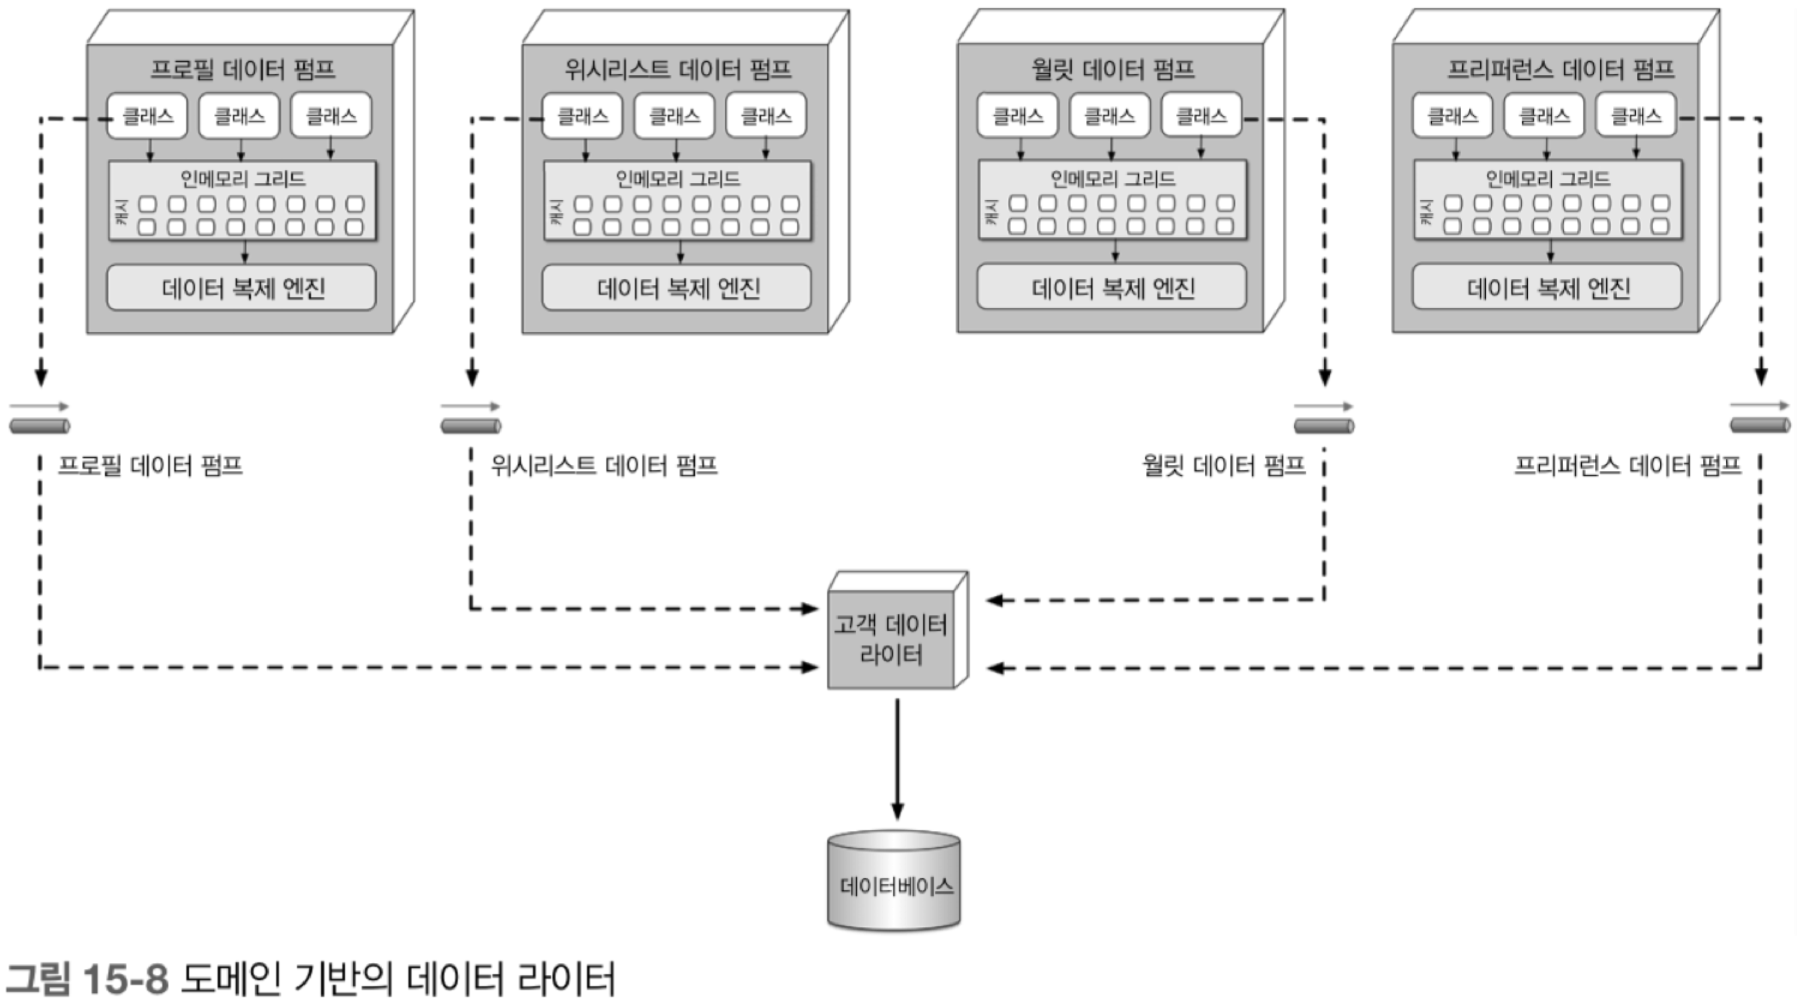 프로필 데이터 펌프
클래스 클래스 클래스
인메모리 그리드
캐시
데이터 복제 엔진
위시리스트 데이터 펌프
클래스 클래스 클래스
인메모리 그리드
캐시
데이터 복제 엔진
월릿 데이터 펌프
클래스 클래스 클래스
인메모리 그리드
캐시
데이터 복제 엔진
프리퍼런스 데이터 펌프
클래스 클래스 클래스
인메모리 그리드
캐시
데이터 복제 엔진
프로필 데이터 펌프
위시리스트 데이터 펌프
월릿 데이터 펌프
프리퍼런스 데이터 펌프
고객 데이터
라이터
데이터베이스
그림 15-8 도메인 기반의 데이터 라이터